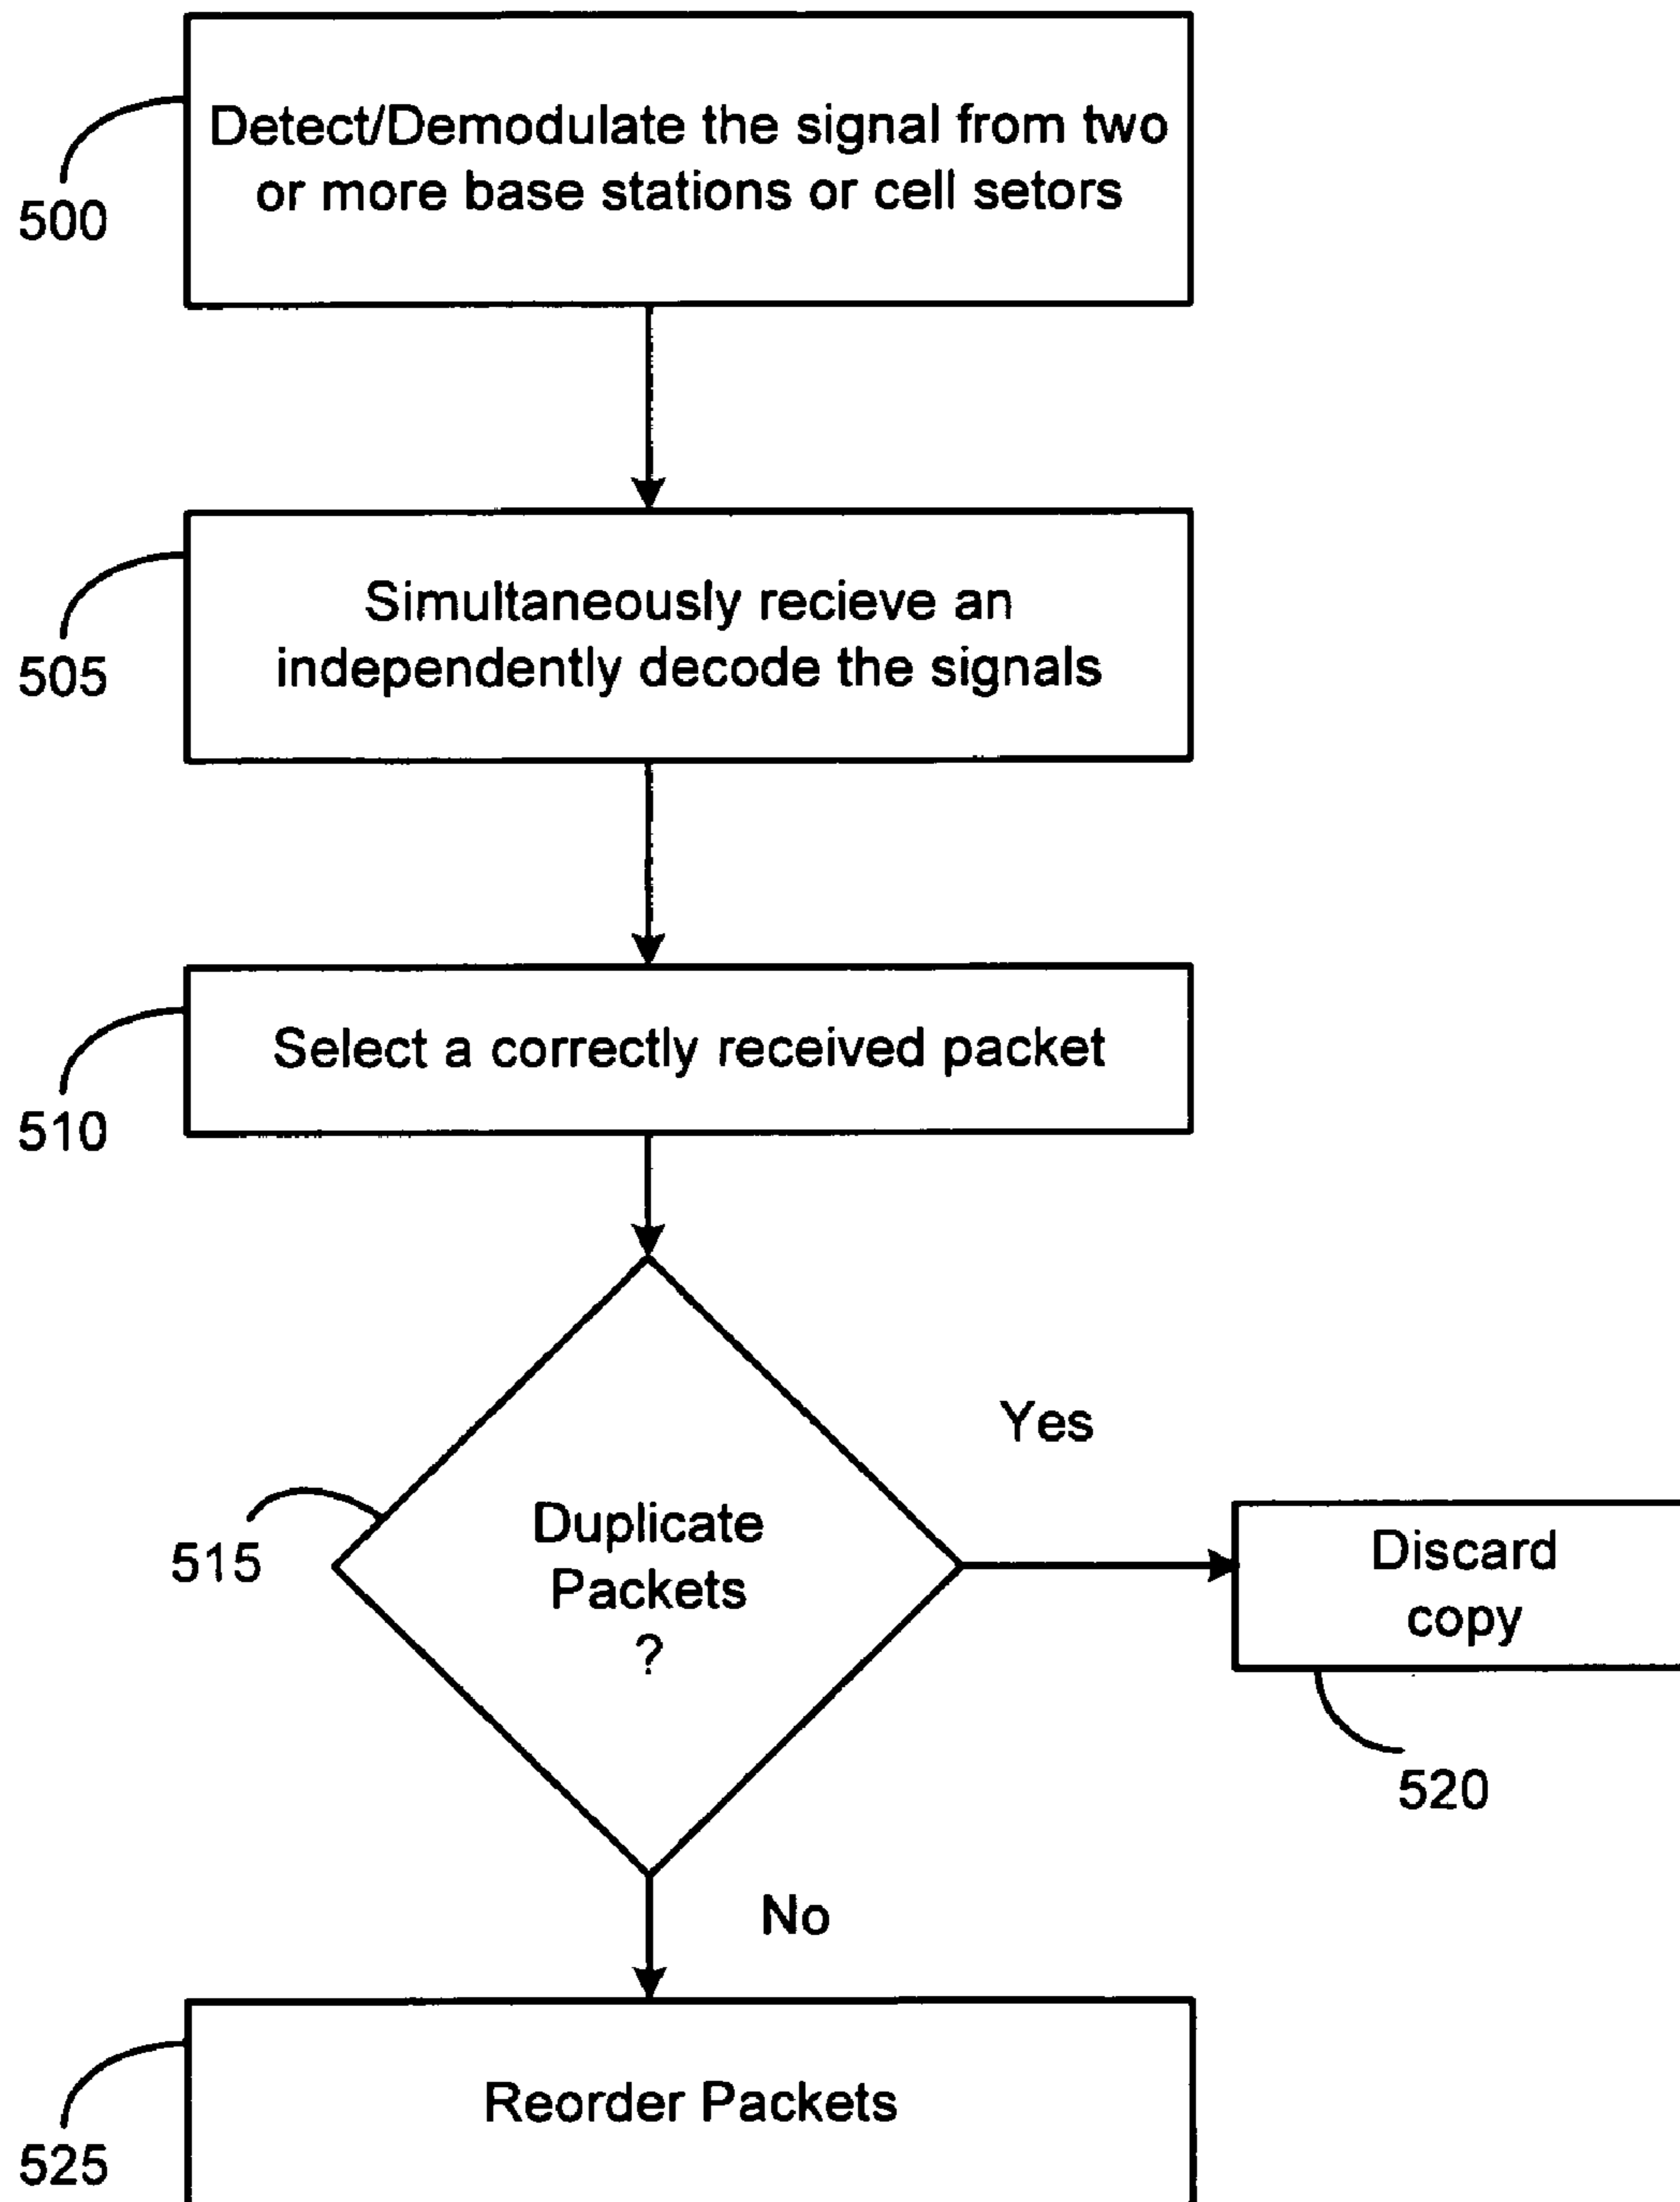 Detect/Demodulate the signal from two
or more base stations or cell setors
500
Simultaneously recieve an
independently decode the signals
505
Select a correctly received packet
510
Yes
Duplicate
Packets
?
515
Discard
copy
520
No
Reorder Packets
525